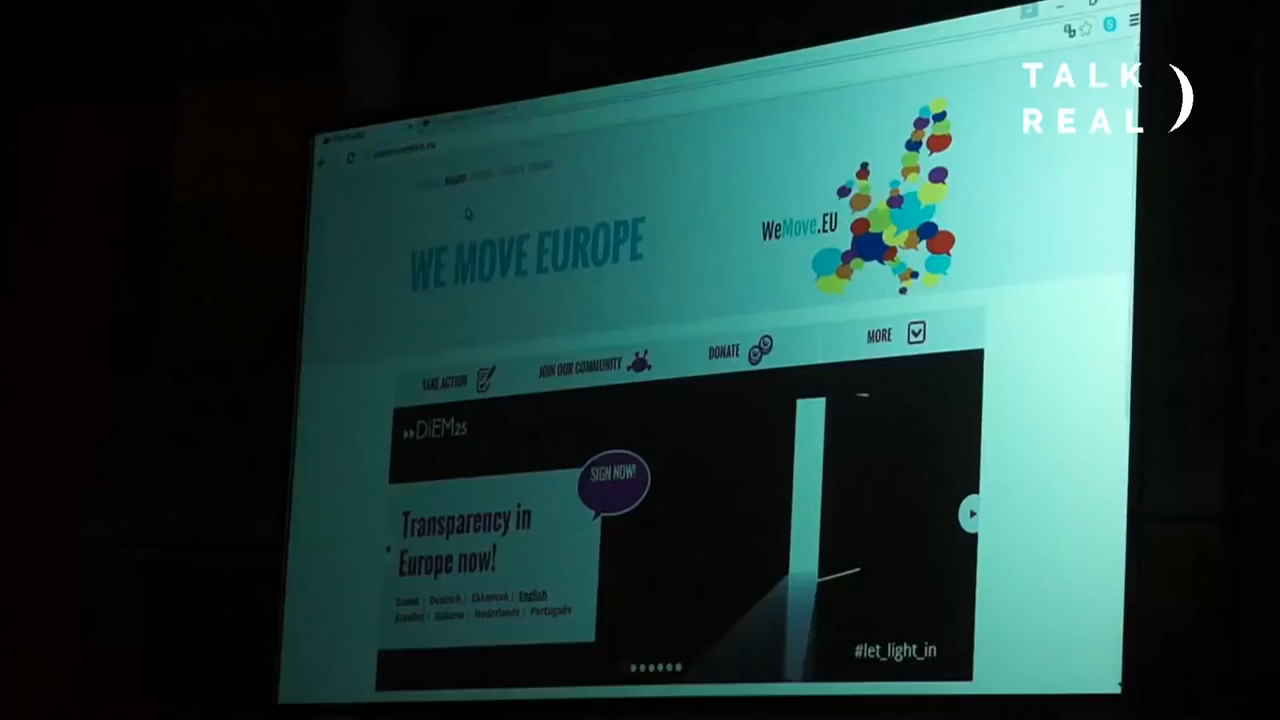 TALK
REAL
WE MOVE EUROPE
WeMove.EU
TAKE ACTION
JOIN OUR COMMUNITY
DONATE
MORE
DiEM25
SIGN NOW!
Transparency in
Europe now!
Deutsch | Ελληνικά | English
Español | Italiano | Nederlands | Português
#let_light_in